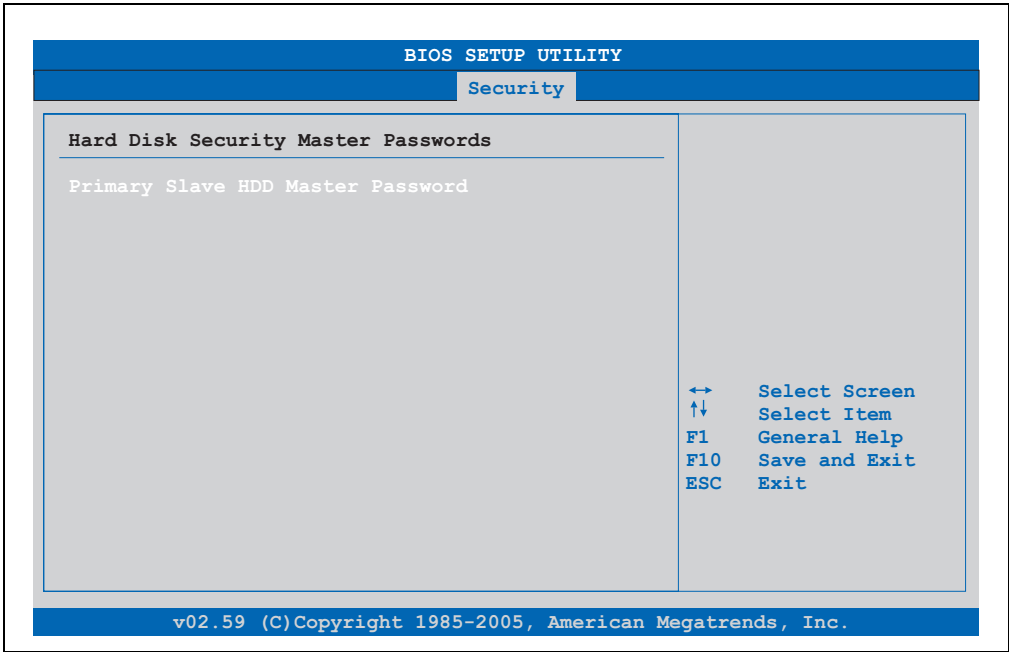 BIOS SETUP UTILITY
Security
Hard Disk Security Master Passwords
Primary Slave HDD Master Password
↔ Select Screen
↑↓ Select Item
F1 General Help
F10 Save and Exit
ESC Exit
v02.59 (C)Copyright 1985-2005, American Megatrends, Inc.